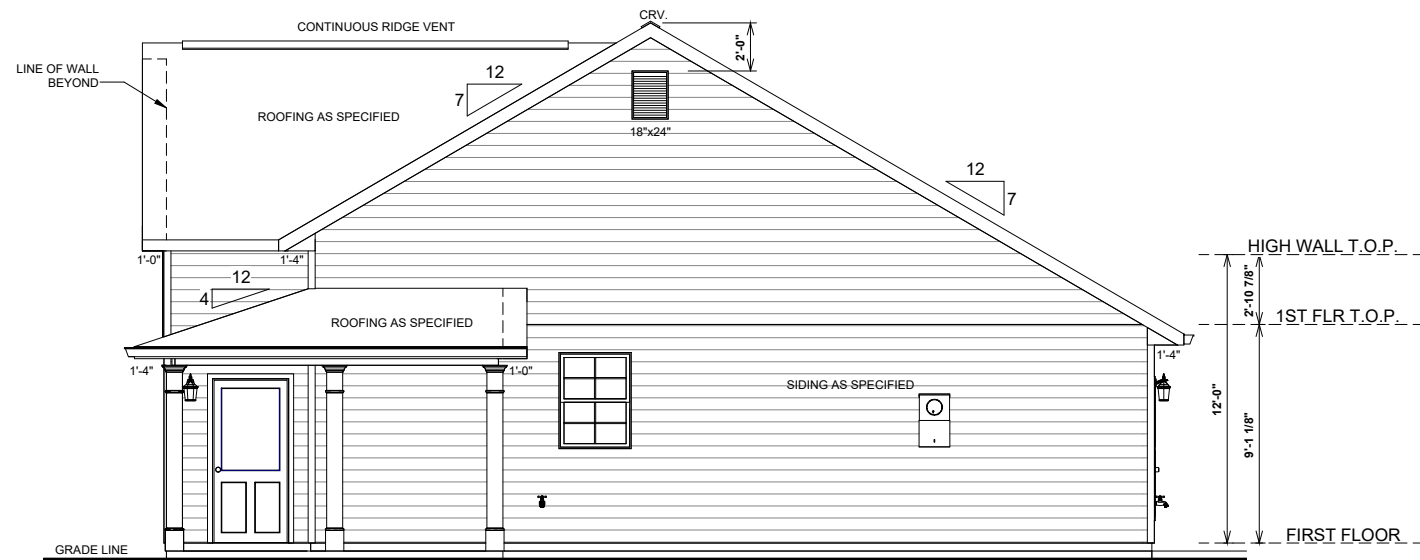 CRV.
CONTINUOUS RIDGE VENT
2'-0"
LINE OF WALL
BEYOND
12
7
ROOFING AS SPECIFIED
18"x24"
12
7
HIGH WALL T.O.P.
1'-0"
1'-4"
12
4
2'-10 7/8"
ROOFING AS SPECIFIED
1ST FLR T.O.P.
1'-4"
1'-0"
1'-4"
SIDING AS SPECIFIED
12'-0"
9'-1 1/8"
FIRST FLOOR
GRADE LINE